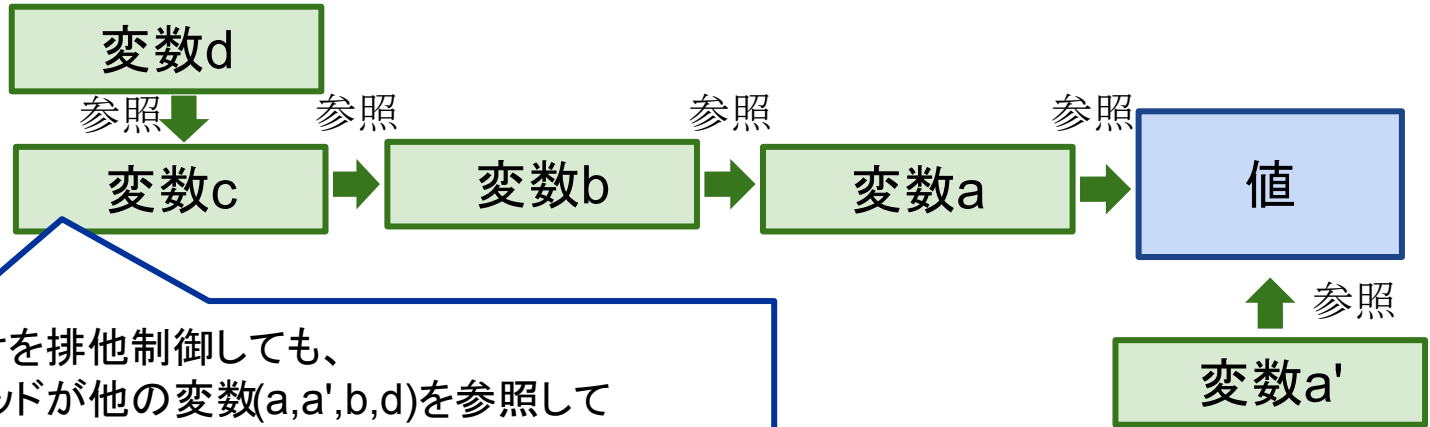 変数d
参照
参照
参照
参照
変数c
変数b
変数a
値
参照
を排他制御しても、
ッドが他の変数(a,a',b,d)を参照して
変数a'